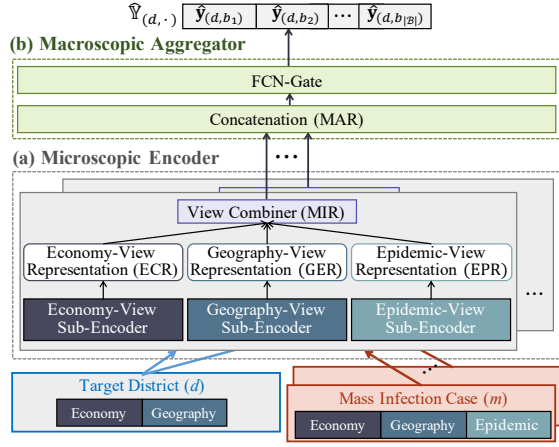 Ŷ(d, ·) ŷ(d,b1) ŷ(d,b2) ... ŷ(d,b|ℬ|)
(b) Macroscopic Aggregator
FCN-Gate
Concatenation (MAR)
...
(a) Microscopic Encoder
View Combiner (MIR)
Economy-View Geography-View Epidemic-View
Representation (ECR) Representation (GER) Representation (EPR)
...
Economy-View Geography-View Epidemic-View
Sub-Encoder Sub-Encoder Sub-Encoder
...
Target District (d)
Economy Geography
Mass Infection Case (m)
Economy Geography Epidemic